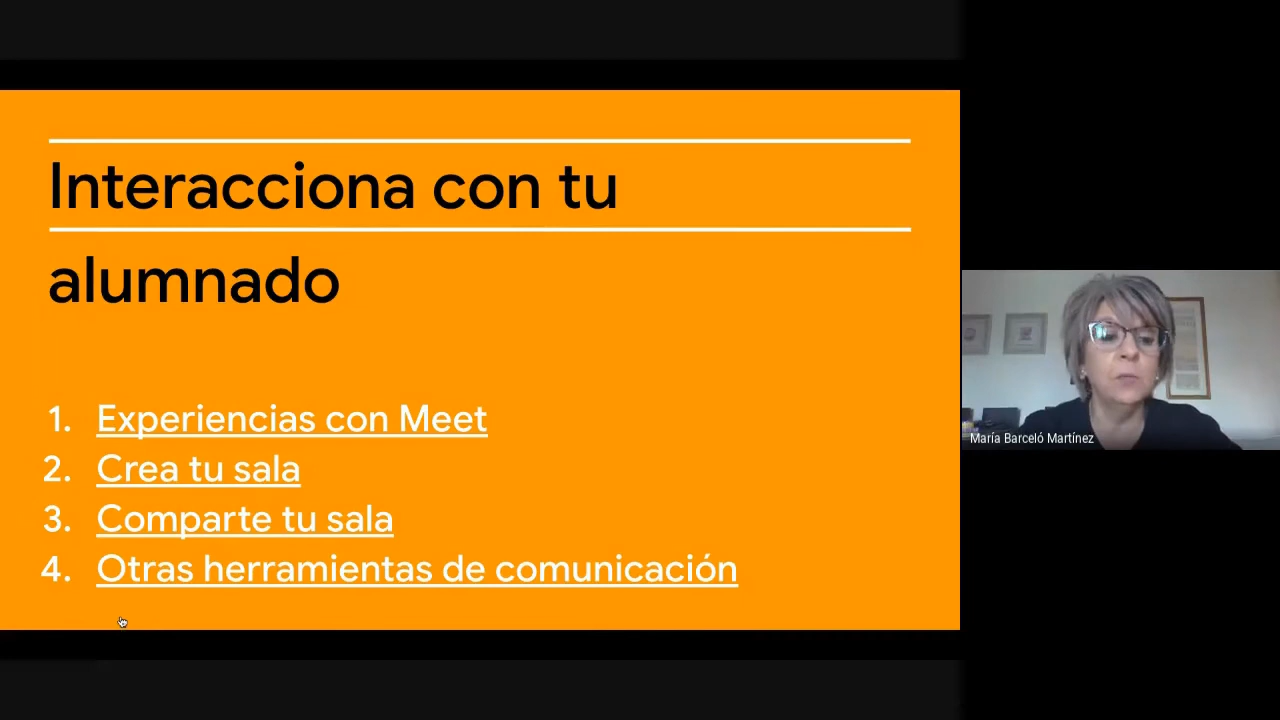 Interacciona con tu
alumnado
1. Experiencias con Meet
2. Crea tu sala
3. Comparte tu sala
4. Otras herramientas de comunicación
María Barceló Martínez